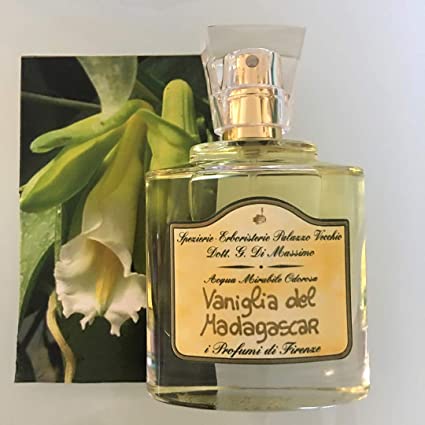 Spezierie Erboristerie Palazzo Vecchio
Dott. G. Di Massimo
Acqua Mirabile Odorosa
Vaniglia del
Madagascar
i Profumi di Firenze